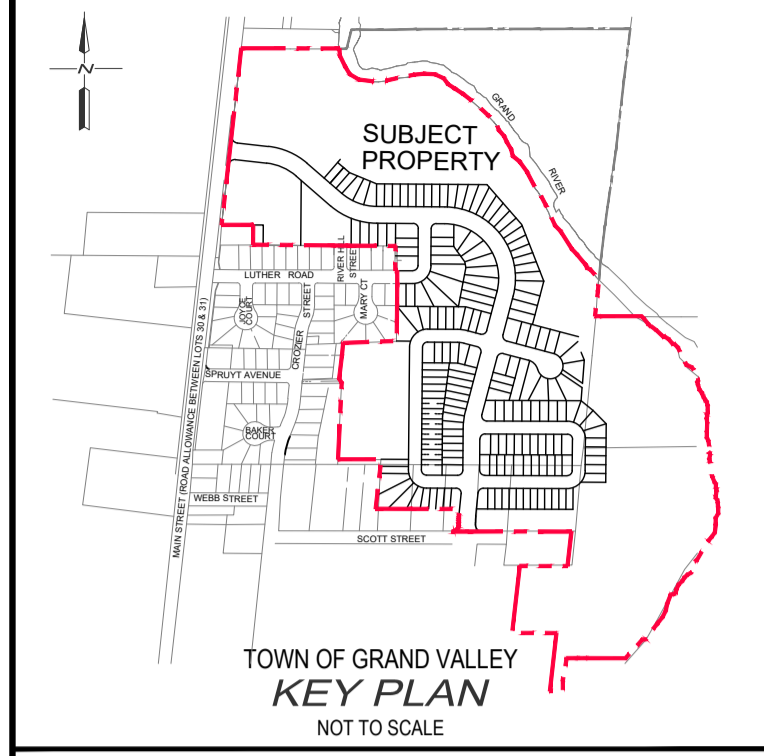 N
GRAND
RIVER
SUBJECT
PROPERTY
RIVER HILL
STREET
LUTHER ROAD
STREET
CROZIER
MARY CT
JOYCE
COURT
SPRUYT AVENUE
BAKER
COURT
WEBB STREET
MAIN STREET (ROAD ALLOWANCE BETWEEN LOTS 30 & 31)
SCOTT STREET
TOWN OF GRAND VALLEY
KEY PLAN
NOT TO SCALE